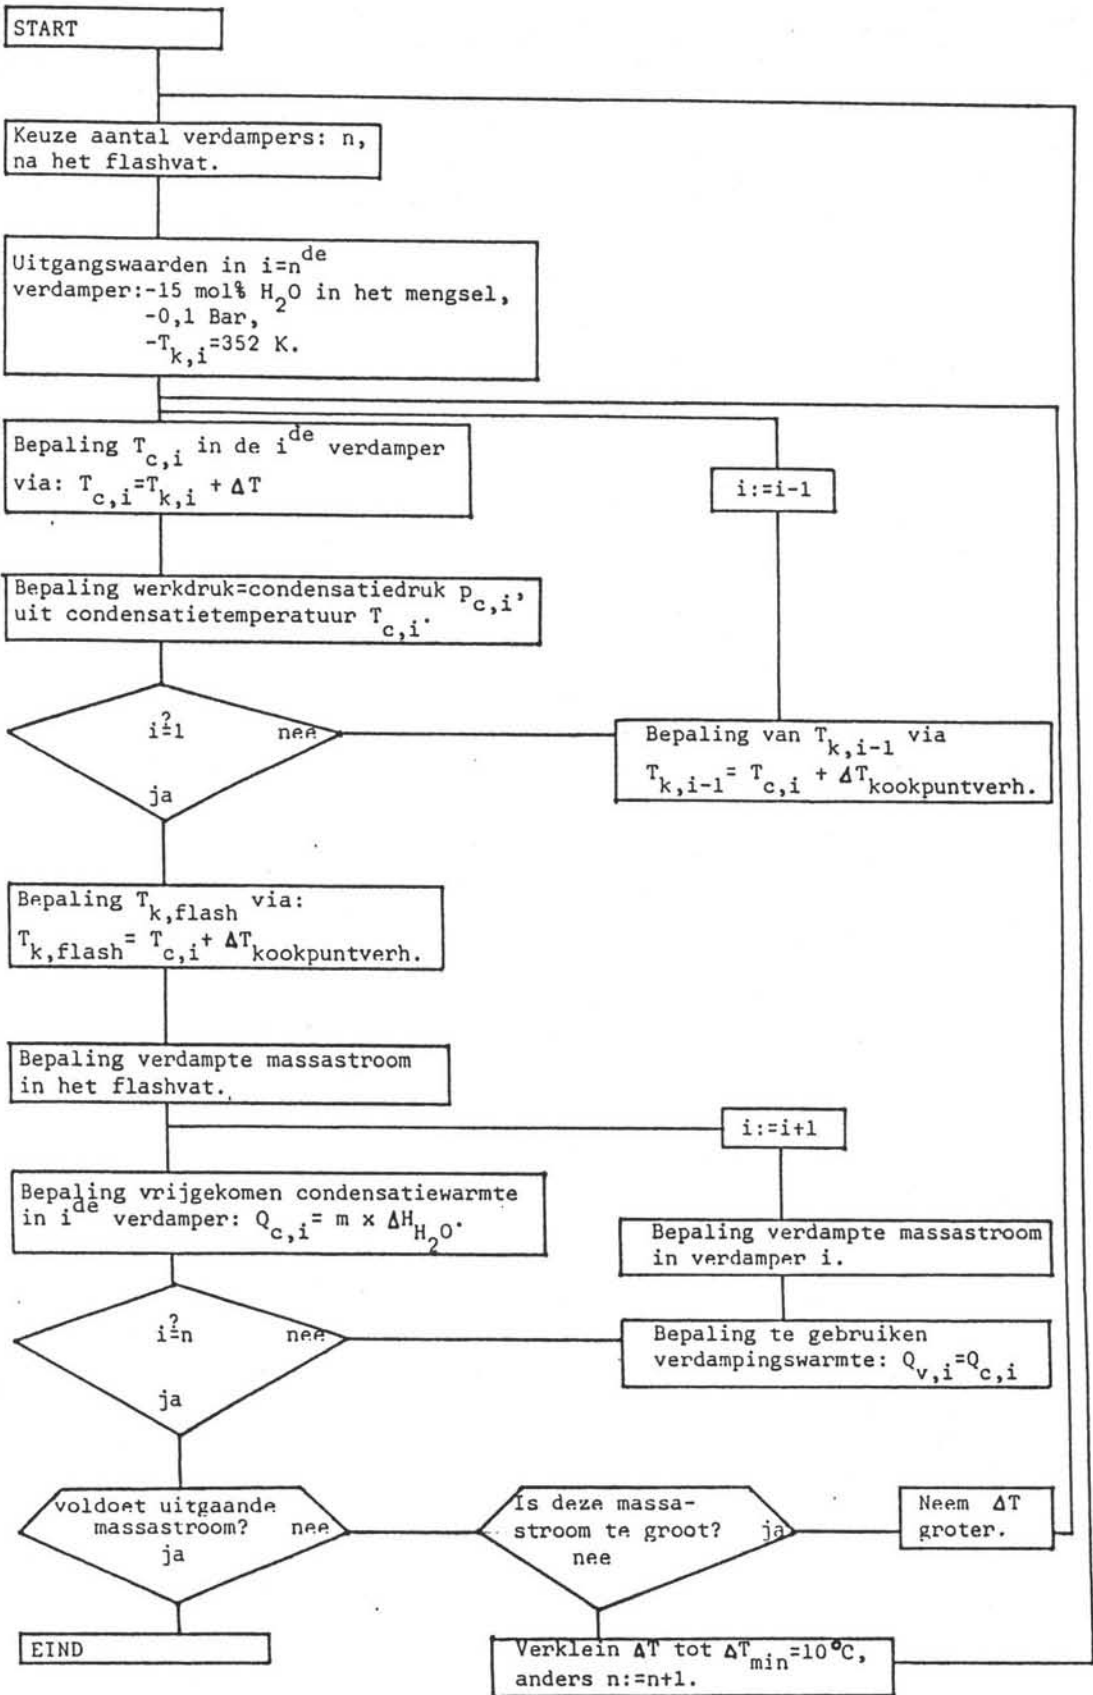 START
Keuze aantal verdampers: n,
na het flashvat.
Uitgangswaarden in i=n^de
verdamper:-15 mol% H₂O in het mengsel,
-0,1 Bar,
-T_k,i=352 K.
Bepaling T_c,i in de i^de verdamper
via: T_c,i=T_k,i + ΔT
i:=i-1
Bepaling werkdruk=condensatiedruk p_c,i,
uit condensatietemperatuur T_c,i.
i≟1 nee
ja
Bepaling van T_k,i-1 via
T_k,i-1= T_c,i + ΔT_kookpuntverh.
Bepaling T_k,flash via:
T_k,flash= T_c,i+ ΔT_kookpuntverh.
Bepaling verdampte massastroom
in het flashvat.
i:=i+1
Bepaling vrijgekomen condensatiewarmte
in i^de verdamper: Q_c,i= m x ΔH_H₂O.
Bepaling verdampte massastroom
in verdamper i.
i≟n nee
ja
Bepaling te gebruiken
verdampingswarmte: Q_v,i=Q_c,i
voldoet uitgaande
massastroom? nee
ja
Is deze massa-
stroom te groot? ja
nee
Neem ΔT
groter.
EIND
Verklein ΔT tot ΔT_min=10°C,
anders n:=n+1.